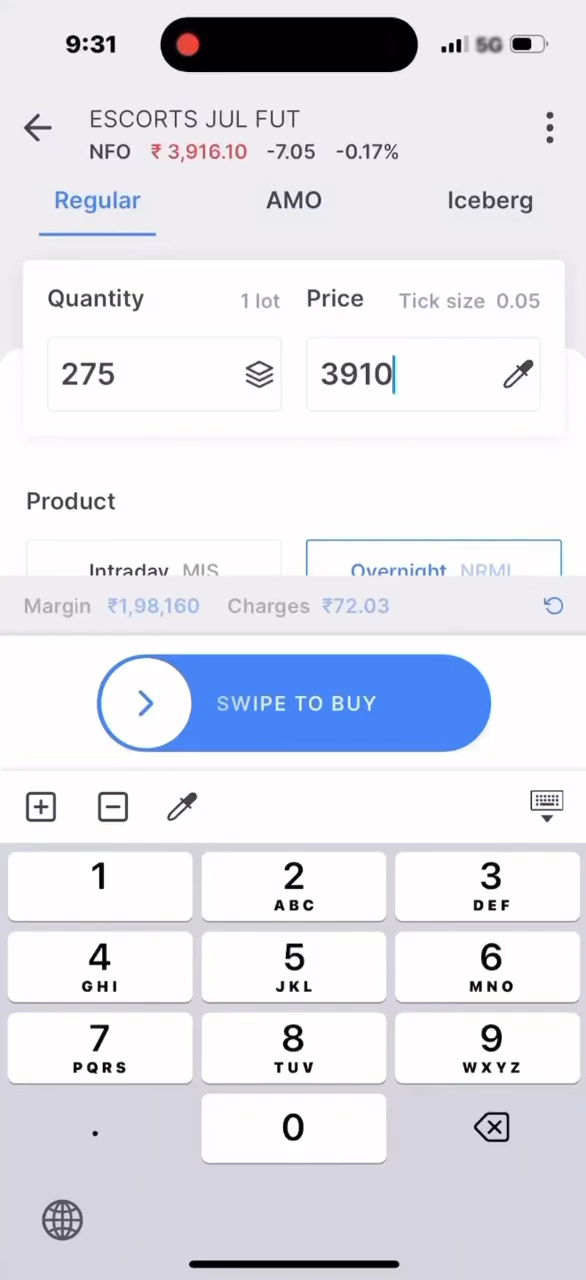 9:31 5G
ESCORTS JUL FUT
NFO ₹ 3,916.10 -7.05 -0.17%
Regular AMO Iceberg
Quantity 1 lot Price Tick size 0.05
275 3910
Product
Intraday MIS Overnight NRML
Margin ₹1,98,160 Charges ₹72.03
SWIPE TO BUY
1 2 3
ABC DEF
4 5 6
GHI JKL MNO
7 8 9
PQRS TUV WXYZ
. 0